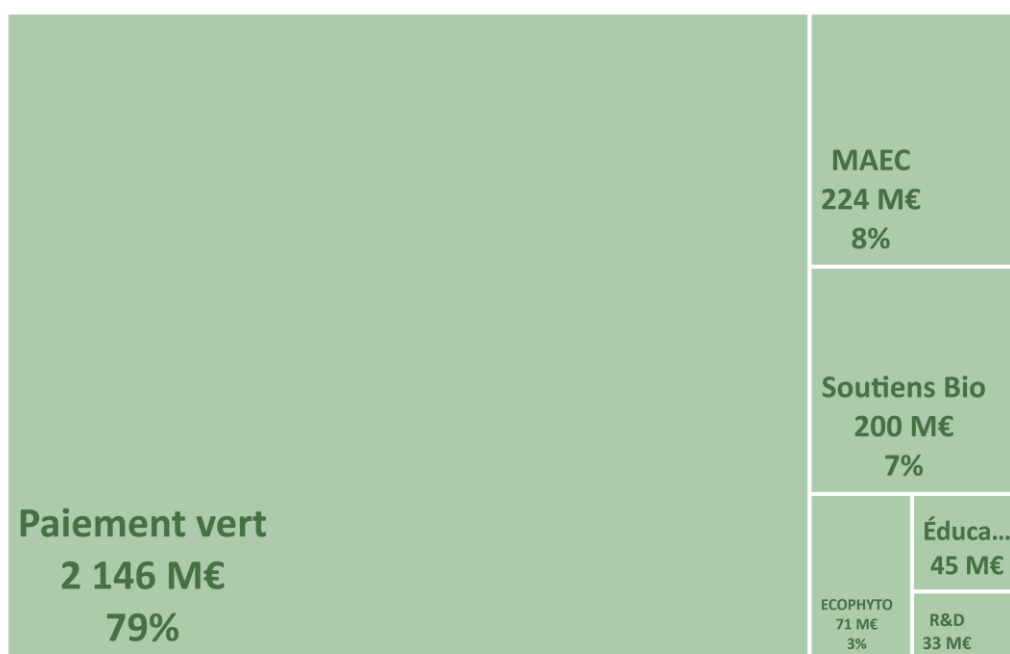 MAEC
224 M€
8%
Soutiens Bio
200 M€
7%
Paiement vert
2 146 M€
79%
ECOPHYTO
71 M€
3%
Éduca...
45 M€
R&D
33 M€